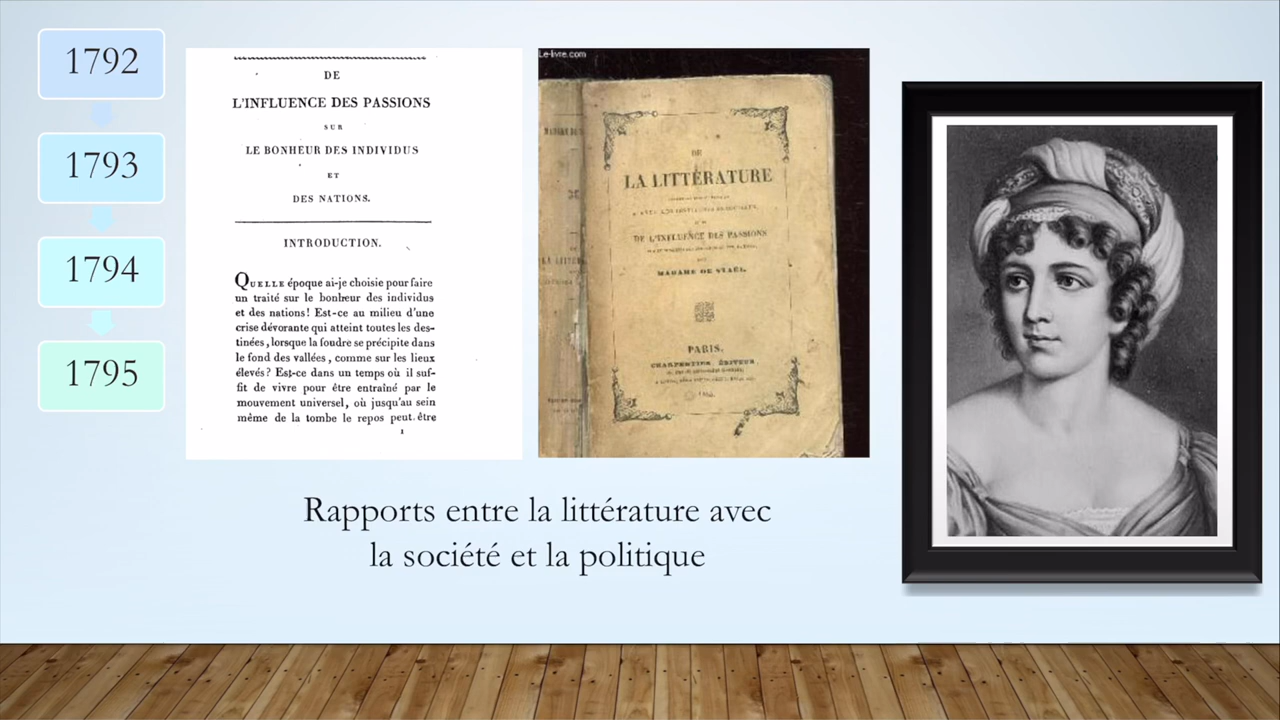 1792
1793
1794
1795
DE
L'INFLUENCE DES PASSIONS
SUR
LE BONHEUR DES INDIVIDUS
ET
DES NATIONS.
INTRODUCTION.
QUELLE époque ai-je choisie pour faire
un traité sur le bonheur des individus
et des nations! Est-ce au milieu d'une
crise dévorante qui atteint toutes les des-
tinées, lorsque la foudre se précipite dans
le fond des vallées, comme sur les lieux
élevés? Est-ce dans un temps où il suf-
fit de vivre pour être entraîné par le
mouvement universel, où jusqu'au sein
même de la tombe le repos peut être
1
Le-livre.com
DE
LA LITTÉRATURE
DE L'INFLUENCE DES PASSIONS
MADAME DE STAËL.
PARIS.
CHARPENTIER, ÉDITEUR,
Rapports entre la littérature avec
la société et la politique